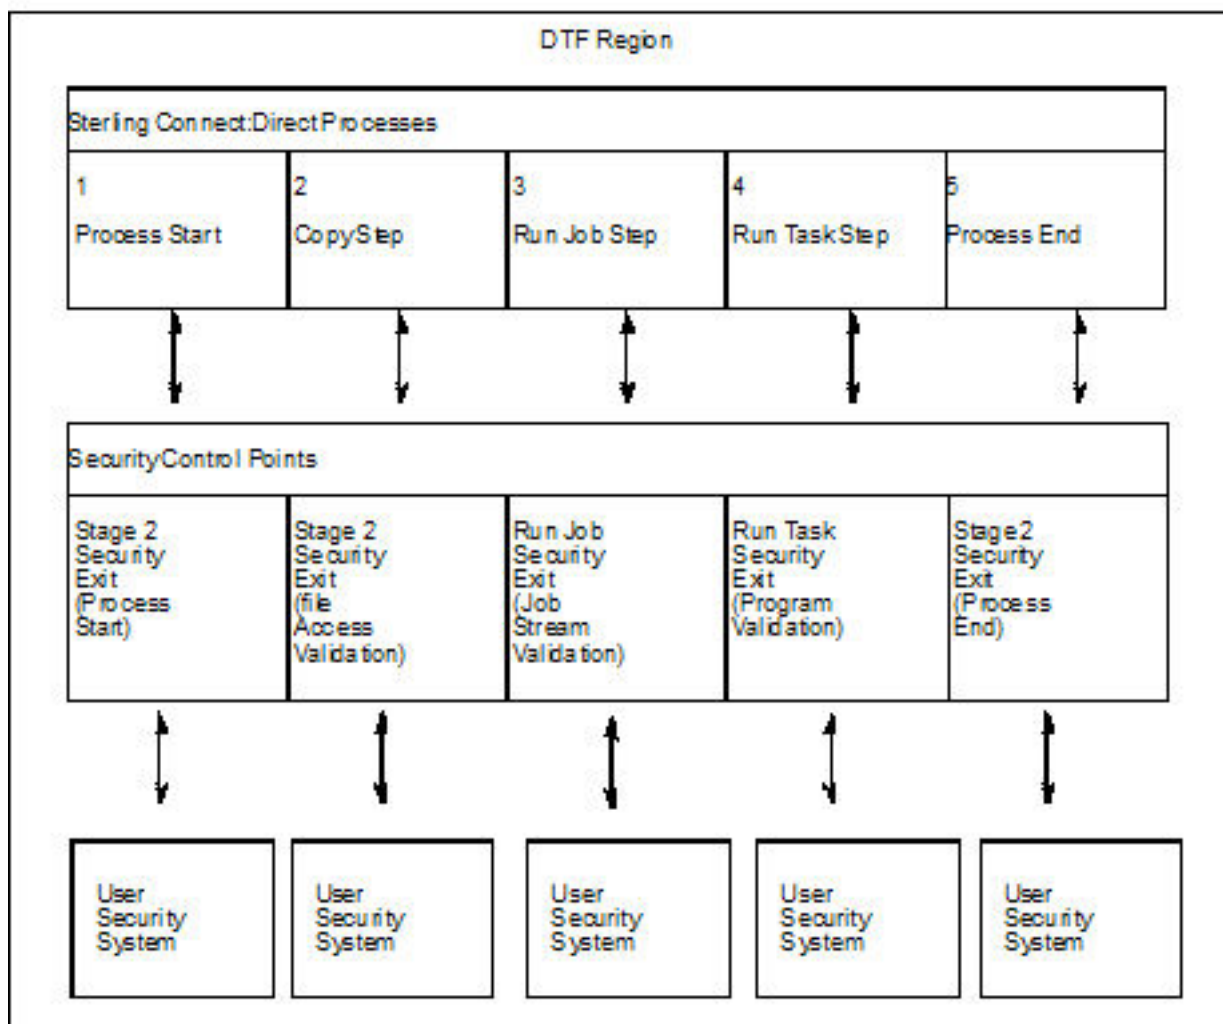 DTF Region
Sterling Connect:Direct Processes
1
Process Start
2
Copy Step
3
Run Job Step
4
Run Task Step
5
Process End
Security Control Points
Stage 2
Security
Exit
(Process
Start)
Stage 2
Security
Exit
(file
Access
Validation)
Run Job
Security
Exit
(Job
Stream
Validation)
Run Task
Security
Exit
(Program
Validation)
Stage 2
Security
Exit
(Process
End)
User
Security
System
User
Security
System
User
Security
System
User
Security
System
User
Security
System